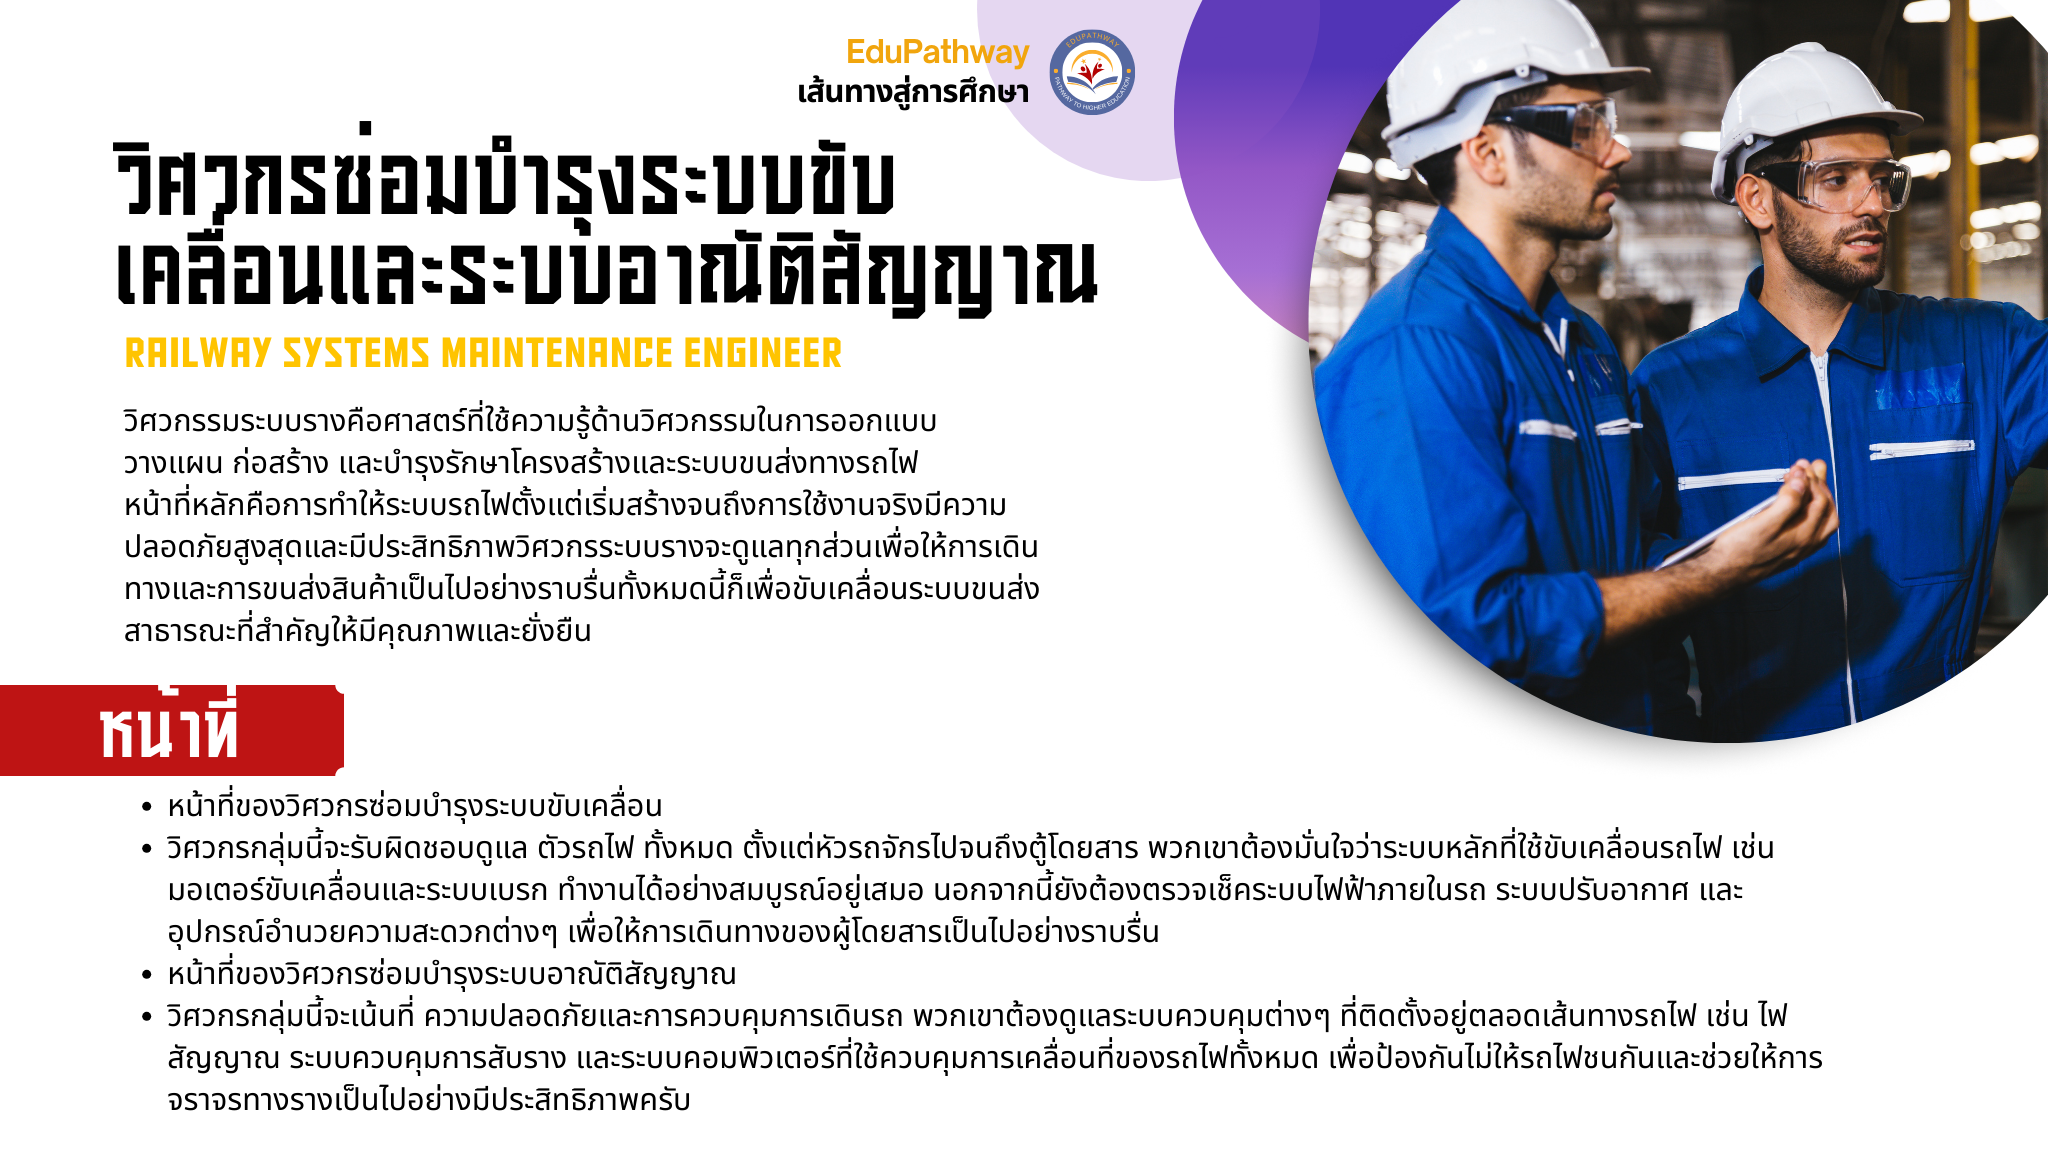 EduPathway
เส้นทางสู่การศึกษา
EDUPATHWAY
PATHWAY TO HIGHER EDUCATION
วิศวกรซ่อมบำรุงระบบขับ
เคลื่อนและระบบอาณัติสัญญาณ
RAILWAY SYSTEMS MAINTENANCE ENGINEER
วิศวกรรมระบบรางคือศาสตร์ที่ใช้ความรู้ด้านวิศวกรรมในการออกแบบ
วางแผน ก่อสร้าง และบำรุงรักษาโครงสร้างและระบบขนส่งทางรถไฟ
หน้าที่หลักคือการทำให้ระบบรถไฟตั้งแต่เริ่มสร้างจนถึงการใช้งานจริงมีความ
ปลอดภัยสูงสุดและมีประสิทธิภาพวิศวกรระบบรางจะดูแลทุกส่วนเพื่อให้การเดิน
ทางและการขนส่งสินค้าเป็นไปอย่างราบรื่นทั้งหมดนี้ก็เพื่อขับเคลื่อนระบบขนส่ง
สาธารณะที่สำคัญให้มีคุณภาพและยั่งยืน
หน้าที่
• หน้าที่ของวิศวกรซ่อมบำรุงระบบขับเคลื่อน
• วิศวกรกลุ่มนี้จะรับผิดชอบดูแล ตัวรถไฟ ทั้งหมด ตั้งแต่หัวรถจักรไปจนถึงตู้โดยสาร พวกเขาต้องมั่นใจว่าระบบหลักที่ใช้ขับเคลื่อนรถไฟ เช่น
มอเตอร์ขับเคลื่อนและระบบเบรก ทำงานได้อย่างสมบูรณ์อยู่เสมอ นอกจากนี้ยังต้องตรวจเช็คระบบไฟฟ้าภายในรถ ระบบปรับอากาศ และ
อุปกรณ์อำนวยความสะดวกต่างๆ เพื่อให้การเดินทางของผู้โดยสารเป็นไปอย่างราบรื่น
• หน้าที่ของวิศวกรซ่อมบำรุงระบบอาณัติสัญญาณ
• วิศวกรกลุ่มนี้จะเน้นที่ ความปลอดภัยและการควบคุมการเดินรถ พวกเขาต้องดูแลระบบควบคุมต่างๆ ที่ติดตั้งอยู่ตลอดเส้นทางรถไฟ เช่น ไฟ
สัญญาณ ระบบควบคุมการสับราง และระบบคอมพิวเตอร์ที่ใช้ควบคุมการเคลื่อนที่ของรถไฟทั้งหมด เพื่อป้องกันไม่ให้รถไฟชนกันและช่วยให้การ
จราจรทางรางเป็นไปอย่างมีประสิทธิภาพครับ